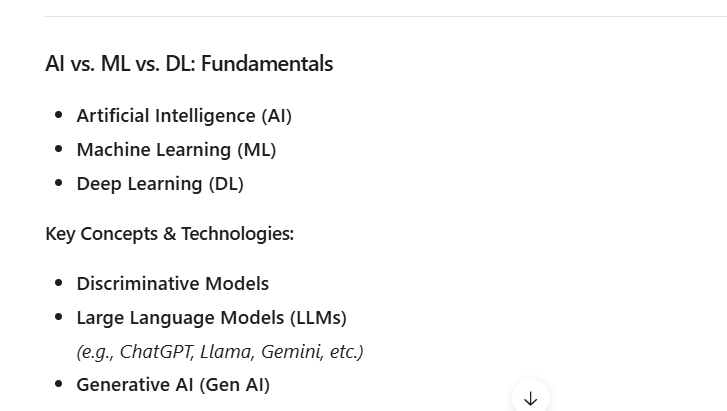 AI vs. ML vs. DL: Fundamentals
Artificial Intelligence (AI)
Machine Learning (ML)
Deep Learning (DL)
Key Concepts & Technologies:
Discriminative Models
Large Language Models (LLMs)
(e.g., ChatGPT, Llama, Gemini, etc.)
Generative AI (Gen AI)